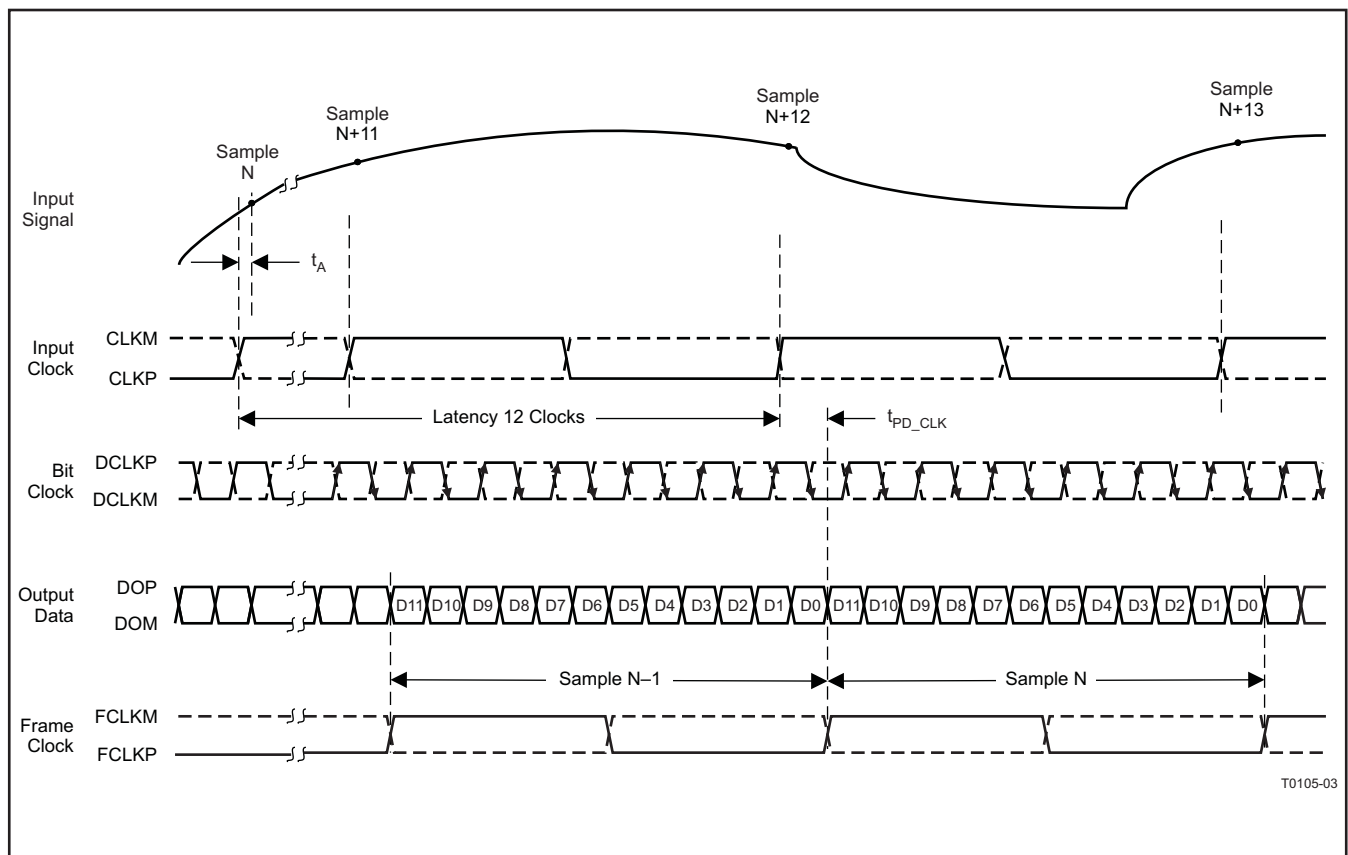 Sample
N
Sample
N+11
Sample
N+12
Sample
N+13
Input
Signal
tA
Input
Clock
CLKM
CLKP
Latency 12 Clocks
tPD_CLK
Bit
Clock
DCLKP
DCLKM
Output
Data
DOP
DOM
D11 D10 D9 D8 D7 D6 D5 D4 D3 D2 D1 D0 D11 D10 D9 D8 D7 D6 D5 D4 D3 D2 D1 D0
Sample N–1
Sample N
Frame
Clock
FCLKM
FCLKP
T0105-03